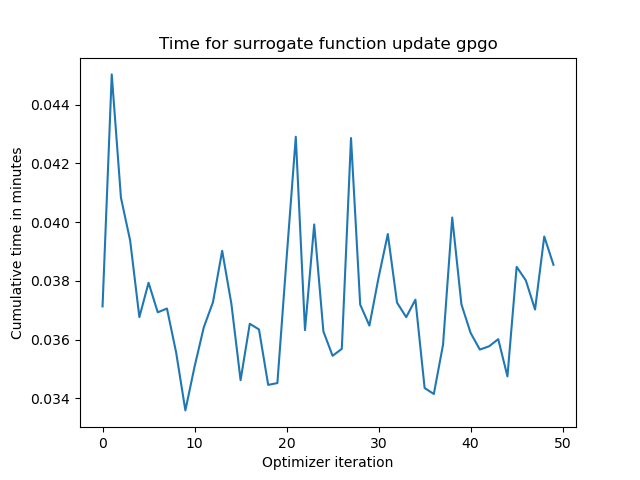 Time for surrogate function update gpgo
Cumulative time in minutes
0.044
0.042
0.040
0.038
0.036
0.034
0 10 20 30 40 50
Optimizer iteration